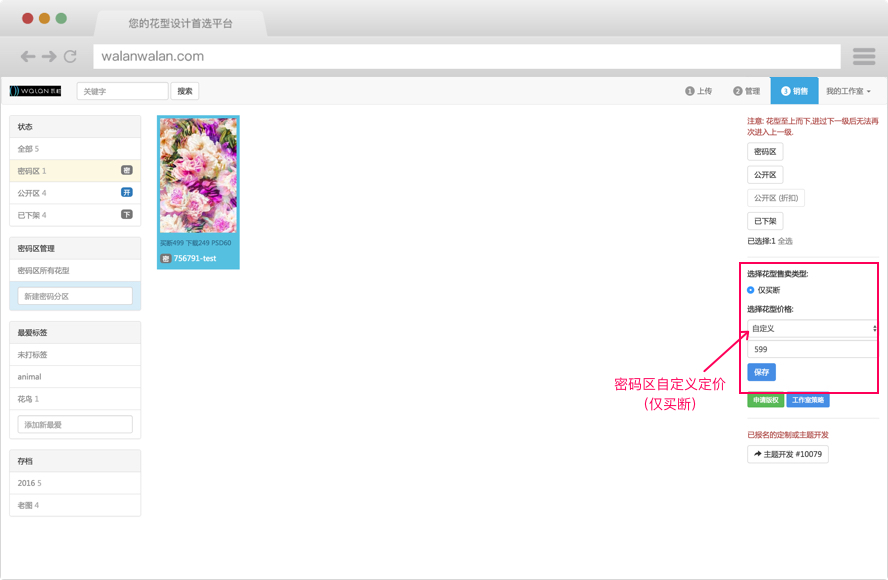 您的花型设计首选平台
walanwalan.com
WALAN 瓦栏
关键字
搜索
1 上传
2 管理
3 销售
我的工作室
状态
全部 5
密码区 1 密
公开区 4 开
已下架 4 下
密码区管理
密码区所有花型
新建密码分区
最爱标签
未打标签
animal
花鸟 1
添加新最爱
存档
2016 5
老图 4
买断499 下载249 PSD60
密 756791-test
注意: 花型至上而下,进过下一级后无法再
次进入上一级.
密码区
公开区
公开区 (折扣)
已下架
已选择:1 全选
选择花型售卖类型:
仅买断
选择花型价格:
自定义
599
保存
密码区自定义定价
(仅买断)
申请版权
工作室策略
已报名的定制或主题开发
主题开发 #10079